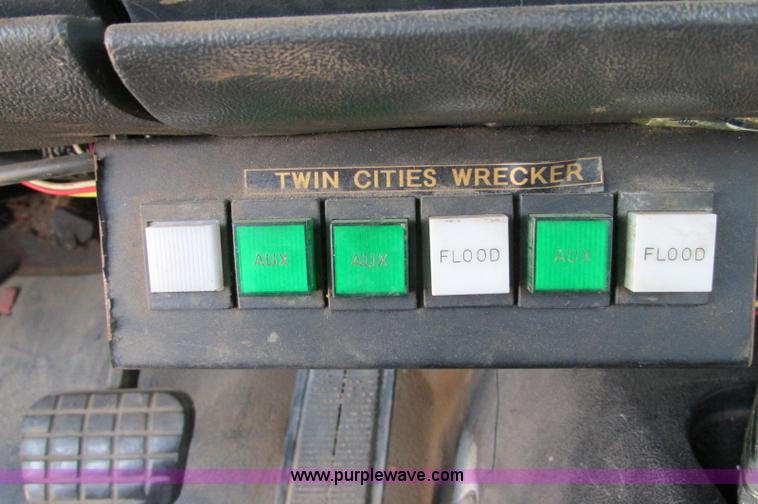 TWIN CITIES WRECKER
AUX AUX FLOOD AUX FLOOD
www.purplewave.com